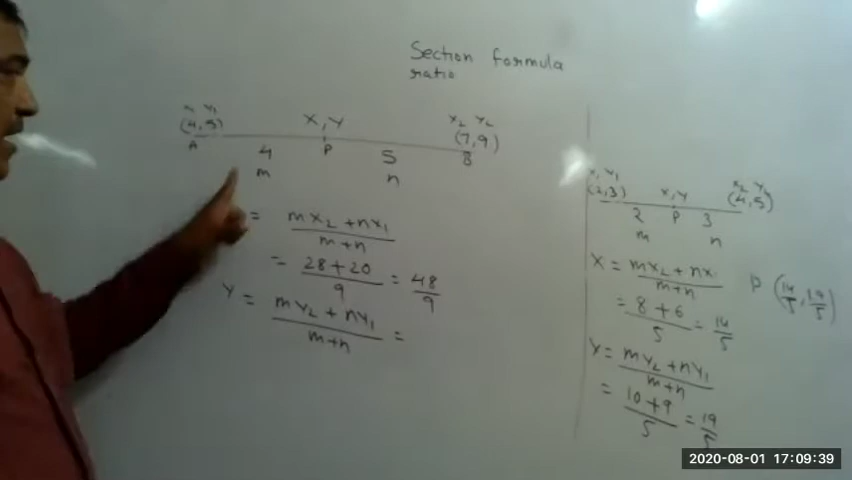 Section formula
ratio
x₁ y₁
(4,5)
A
X, Y
P
x₂ y₂
(7,9)
B
4 5
m n
= mx₂ + nx₁ / m+n
= 28 + 20 / 9 = 48 / 9
Y = my₂ + ny₁ / m+n =
x₁ y₁
(2,3)
x, y
P
x₂ y₂
(4,5)
2 3
m n
X = mx₂ + nx₁ / m+n
= 8 + 6 / 5 = 14 / 5
P (14/5, 19/5)
Y = my₂ + ny₁ / m+n
= 10 + 9 / 5 = 19 / 5
2020-08-01 17:09:39